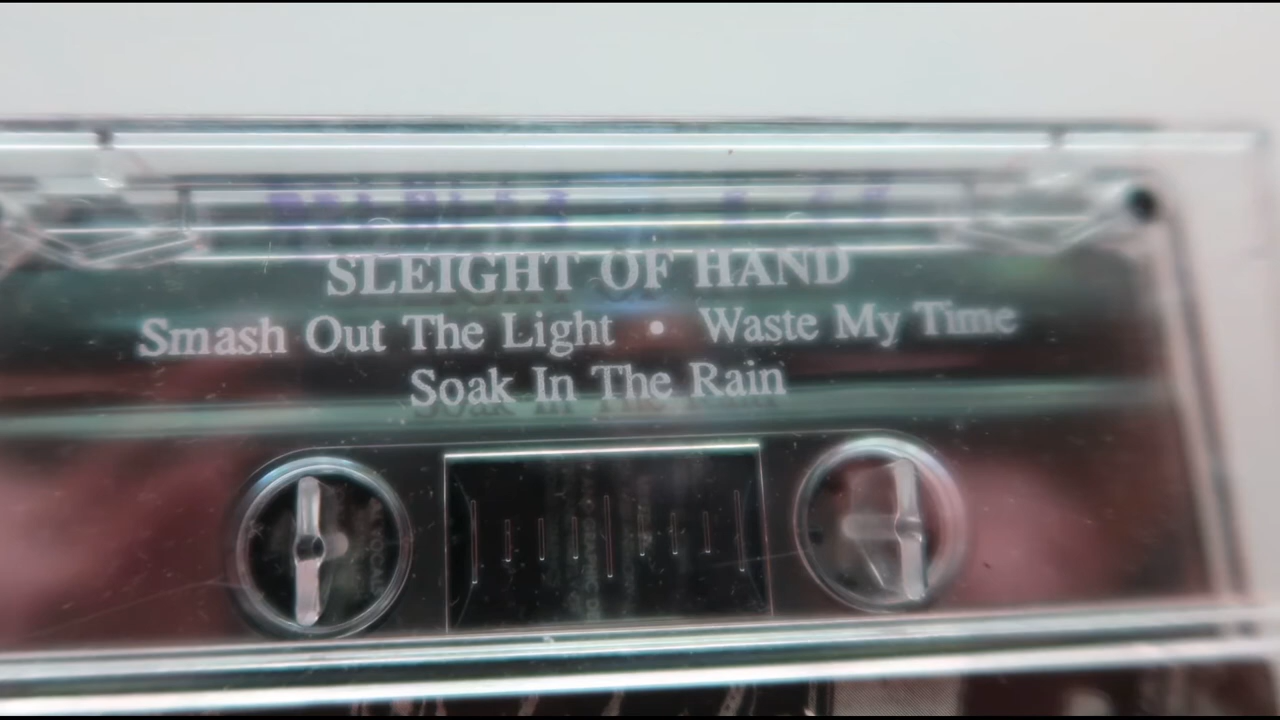 SLEIGHT OF HAND
Smash Out The Light • Waste My Time
Soak In The Rain